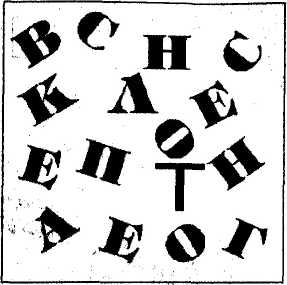 В С Н С
К Л Е
Е П О Т Н
А Е О Г